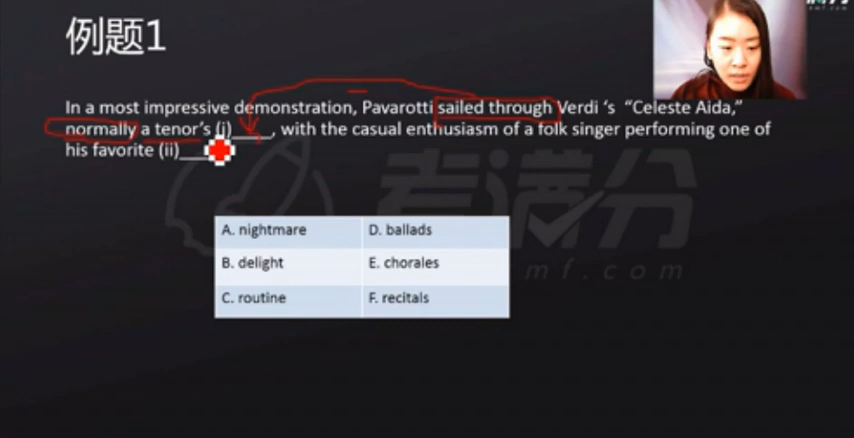 例题1
In a most impressive demonstration, Pavarotti sailed through Verdi ‘s “Celeste Aida,”
normally a tenor’s (i)____, with the casual enthusiasm of a folk singer performing one of
his favorite (ii)____
A. nightmare D. ballads
B. delight E. chorales
C. routine F. recitals
考满分
mf.com